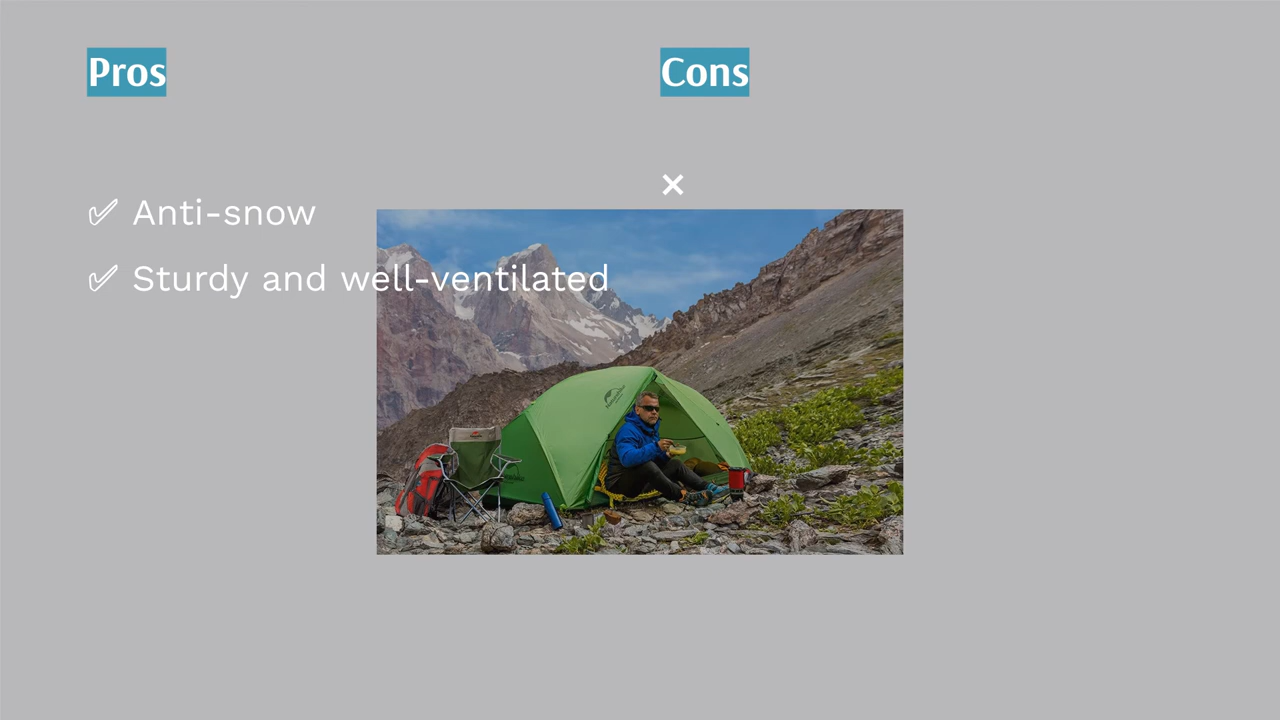 Pros
Cons
✅ Anti-snow
✅ Sturdy and well-ventilated
×